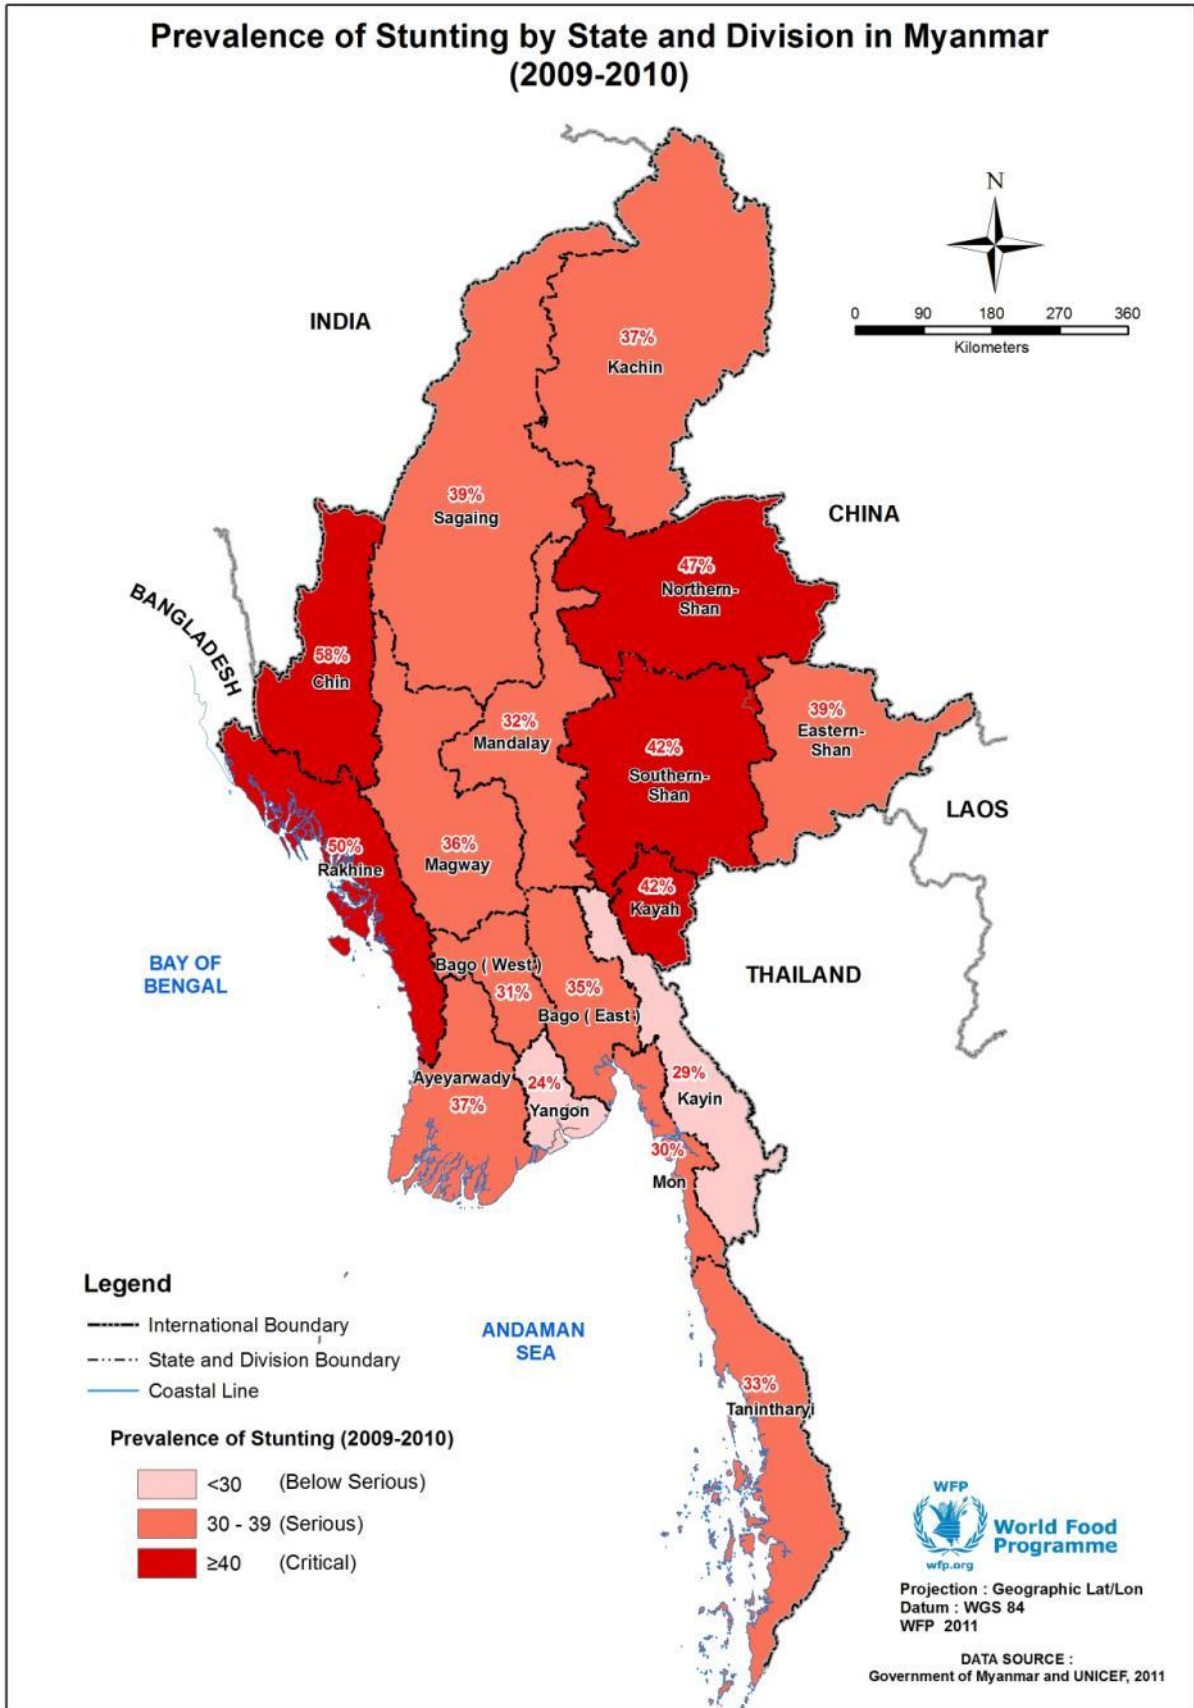 Prevalence of Stunting by State and Division in Myanmar
(2009-2010)
N
0 90 180 270 360
Kilometers
INDIA
37%
Kachin
39%
Sagaing
CHINA
47%
Northern-
Shan
BANGLADESH
58%
Chin
32%
Mandalay
39%
Eastern-
Shan
42%
Southern-
Shan
LAOS
50%
Rakhine
36%
Magway
42%
Kayah
BAY OF
BENGAL
Bago ( West )
31%
35%
Bago ( East )
THAILAND
Ayeyarwady
37%
24%
Yangon
29%
Kayin
30%
Mon
ANDAMAN
SEA
33%
Tanintharyi
Legend
International Boundary
State and Division Boundary
Coastal Line
Prevalence of Stunting (2009-2010)
<30 (Below Serious)
30 - 39 (Serious)
≥40 (Critical)
WFP
World Food
Programme
wfp.org
Projection : Geographic Lat/Lon
Datum : WGS 84
WFP 2011
DATA SOURCE :
Government of Myanmar and UNICEF, 2011